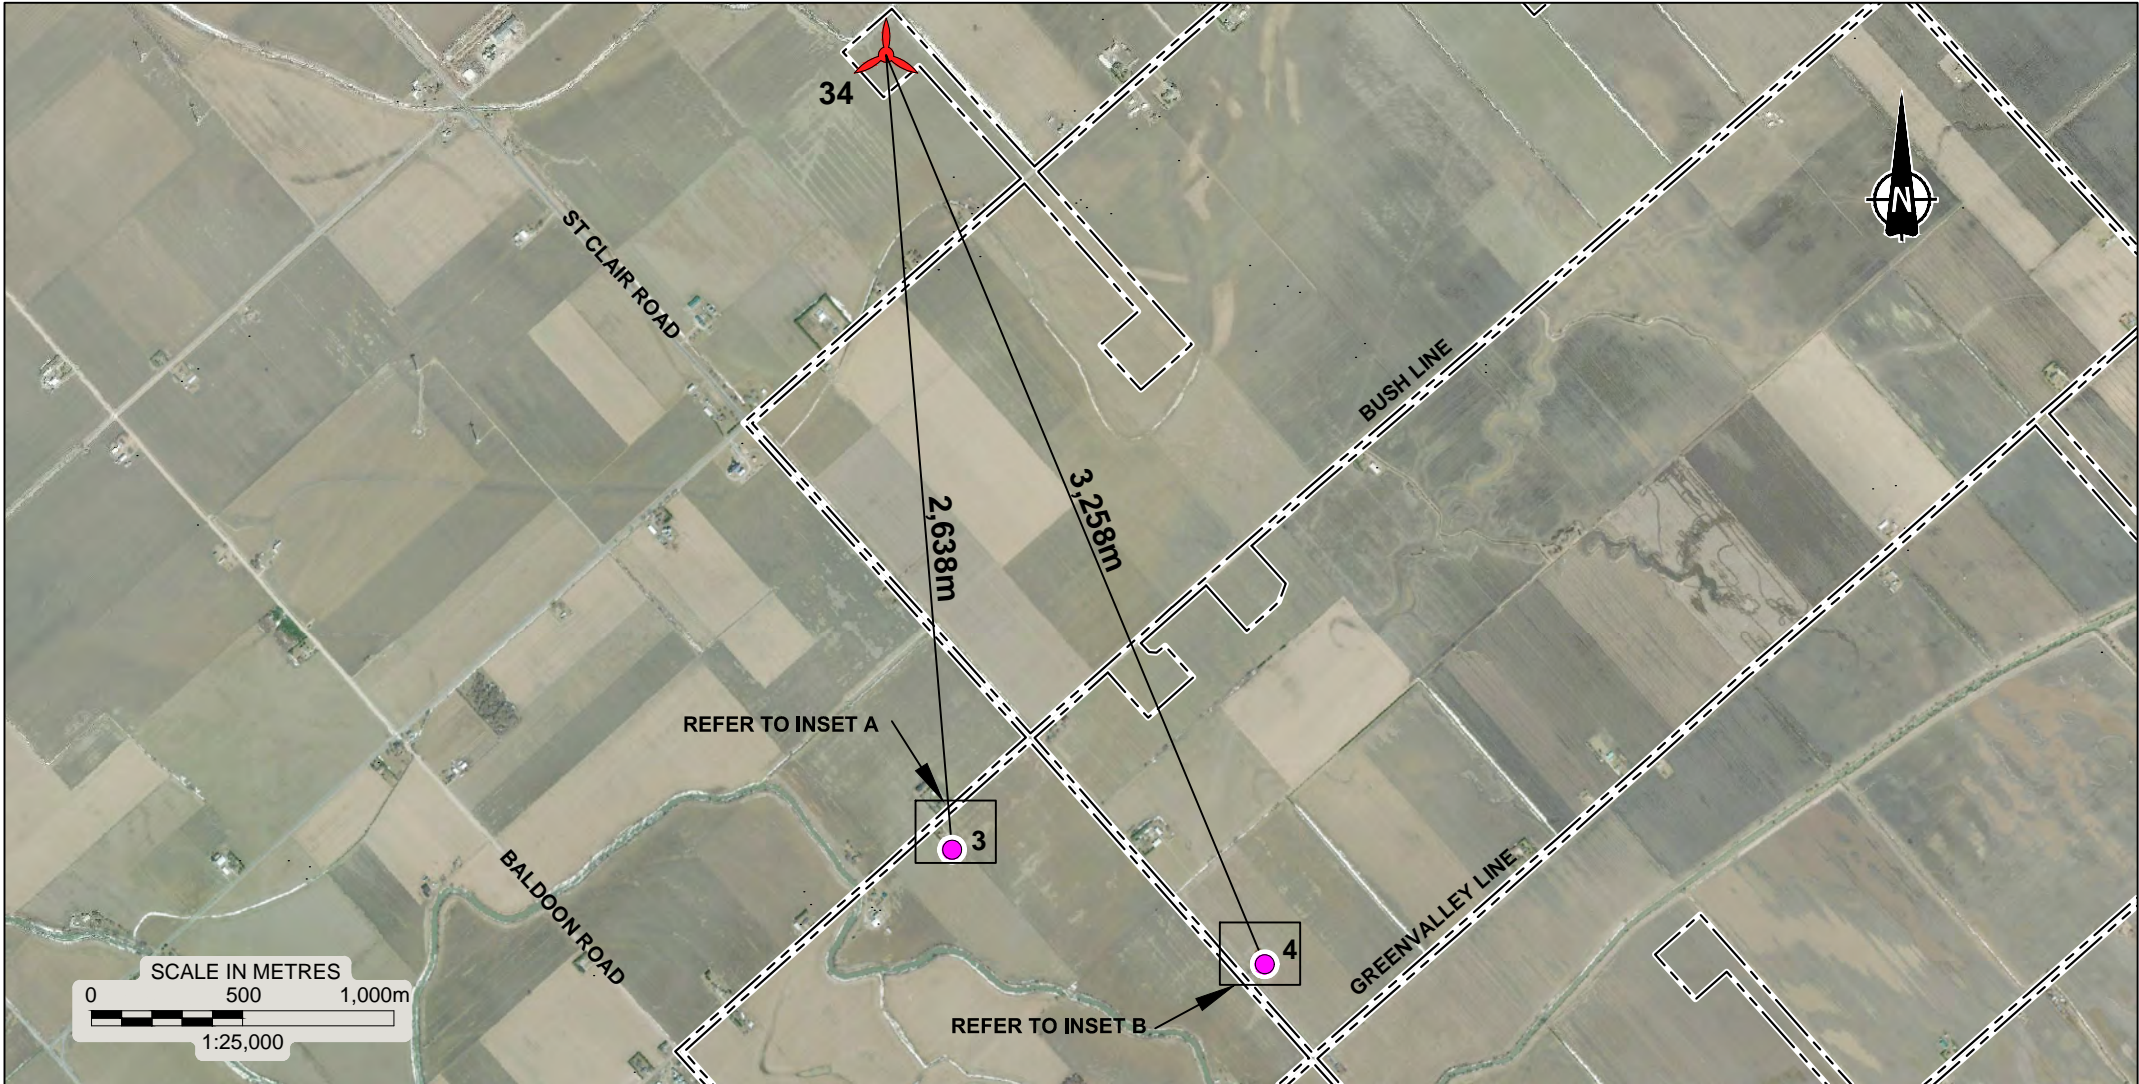 34
N
ST CLAIR ROAD
BUSH LINE
2,638m
3,258m
REFER TO INSET A
3
BALDOON ROAD
GREENVALLEY LINE
4
SCALE IN METRES
0 500 1,000m
1:25,000
REFER TO INSET B